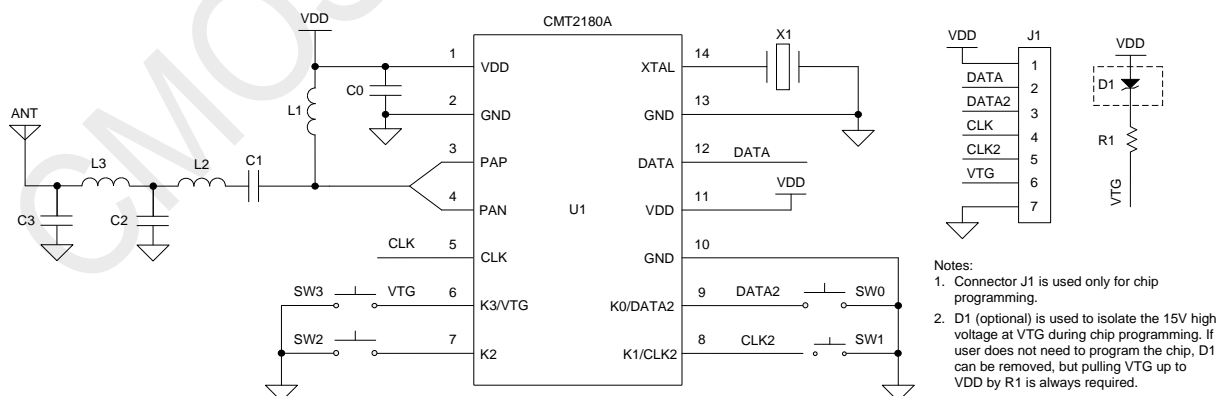 CMOS
CMT2180A
VDD
1
VDD
C0
L1
2
GND
ANT
L3
L2
C1
C3
C2
3
PAP
4
PAN
U1
CLK
5
CLK
SW3
VTG
6
K3/VTG
SW2
7
K2
X1
14
XTAL
13
GND
12
DATA
DATA
VDD
11
VDD
10
GND
9
K0/DATA2
DATA2
SW0
8
K1/CLK2
CLK2
SW1
J1
VDD
1
DATA
2
DATA2
3
CLK
4
CLK2
5
VTG
6
7
VDD
D1
R1
VTG
Notes:
1. Connector J1 is used only for chip
programming.
2. D1 (optional) is used to isolate the 15V high
voltage at VTG during chip programming. If
user does not need to program the chip, D1
can be removed, but pulling VTG up to
VDD by R1 is always required.